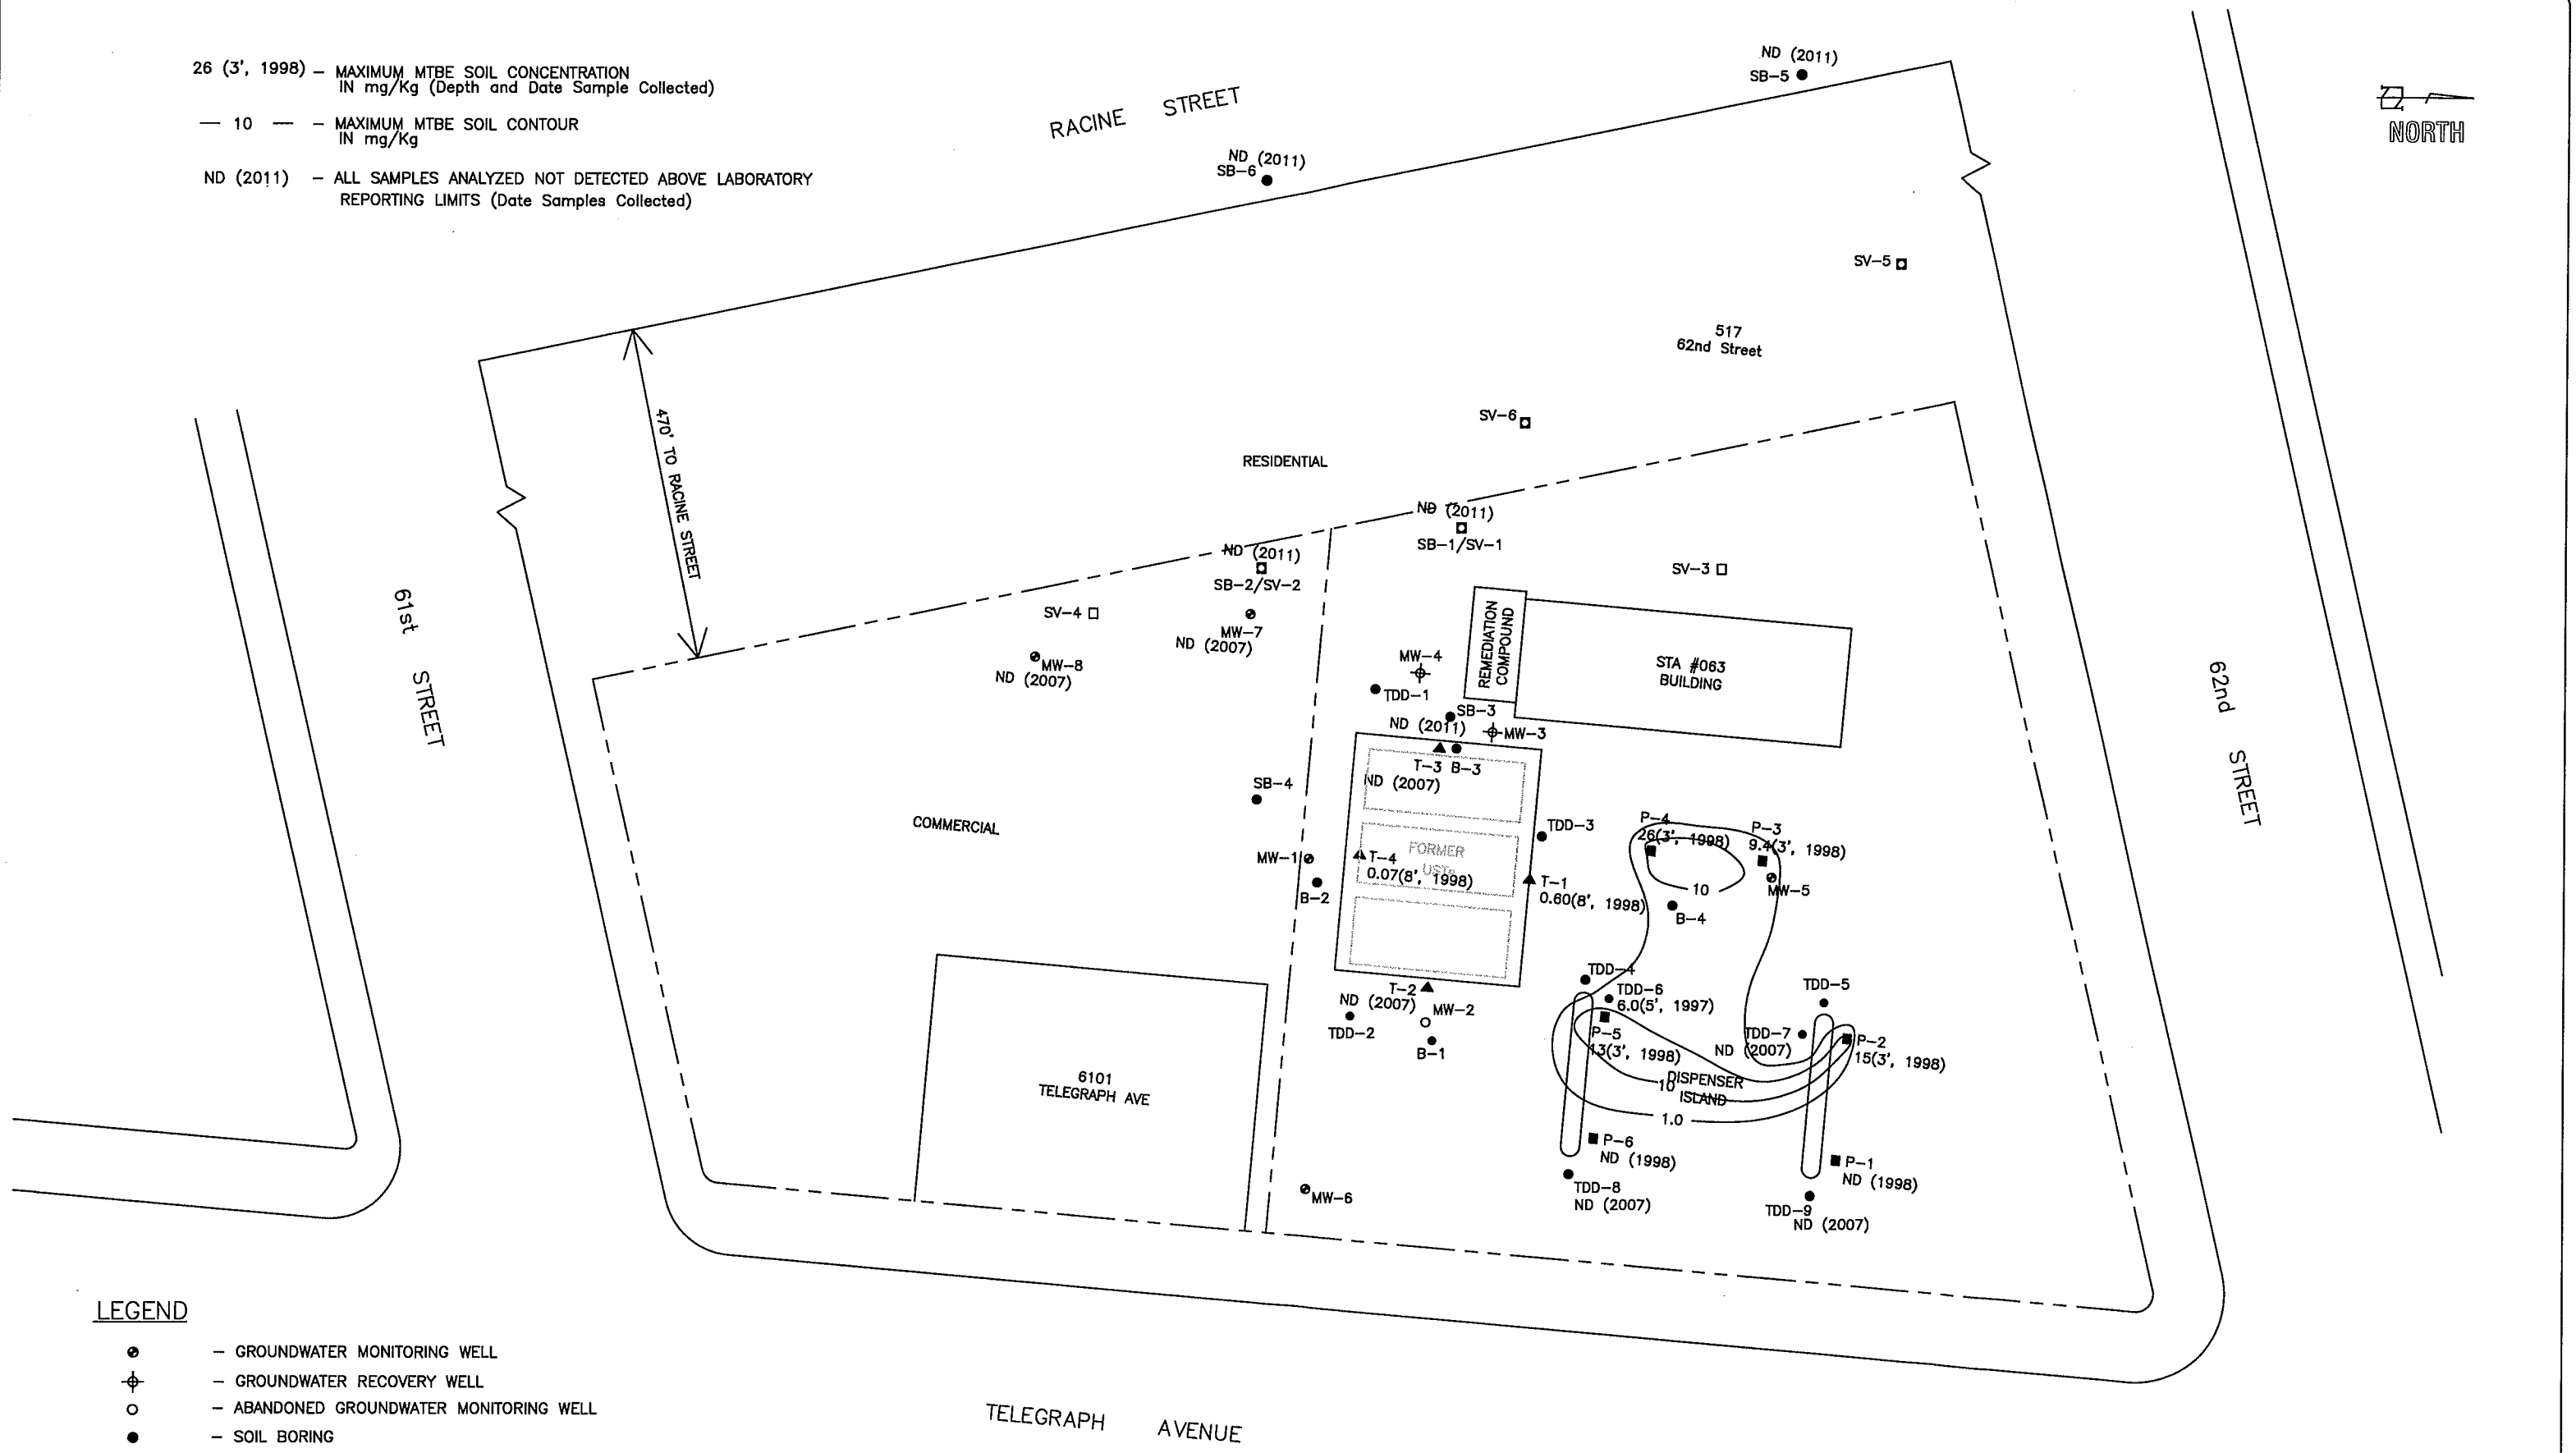 26 (3', 1998) – MAXIMUM MTBE SOIL CONCENTRATION
IN mg/Kg (Depth and Date Sample Collected)
— 10 — – MAXIMUM MTBE SOIL CONTOUR
IN mg/Kg
ND (2011) – ALL SAMPLES ANALYZED NOT DETECTED ABOVE LABORATORY
REPORTING LIMITS (Date Samples Collected)
RACINE STREET
ND (2011)
SB-5
NORTH
ND (2011)
SB-6
SV-5
517
62nd Street
SV-6
RESIDENTIAL
470' TO RACINE STREET
ND (2011)
SB-1/SV-1
ND (2011)
SB-2/SV-2
SV-3
SV-4
MW-7
ND (2007)
MW-8
ND (2007)
61st STREET
62nd STREET
MW-4
TDD-1
REMEDIATION
COMPOUND
STA #063
BUILDING
SB-3
ND (2011)
MW-3
T-3 B-3
ND (2007)
SB-4
COMMERCIAL
TDD-3
P-4
26(3', 1998)
P-3
9.4(3', 1998)
MW-1
T-4
0.07(8', 1998)
FORMER
USTs
T-1
0.60(8', 1998)
10
MW-5
B-2
B-4
TDD-4
T-2
ND (2007)
MW-2
TDD-2
B-1
TDD-6
6.0(5', 1997)
TDD-5
P-5
13(3', 1998)
TDD-7
ND (2007)
P-2
15(3', 1998)
10
DISPENSER
ISLAND
1.0
6101
TELEGRAPH AVE
P-6
ND (1998)
P-1
ND (1998)
MW-6
TDD-8
ND (2007)
TDD-9
ND (2007)
LEGEND
– GROUNDWATER MONITORING WELL
– GROUNDWATER RECOVERY WELL
– ABANDONED GROUNDWATER MONITORING WELL
– SOIL BORING
TELEGRAPH AVENUE